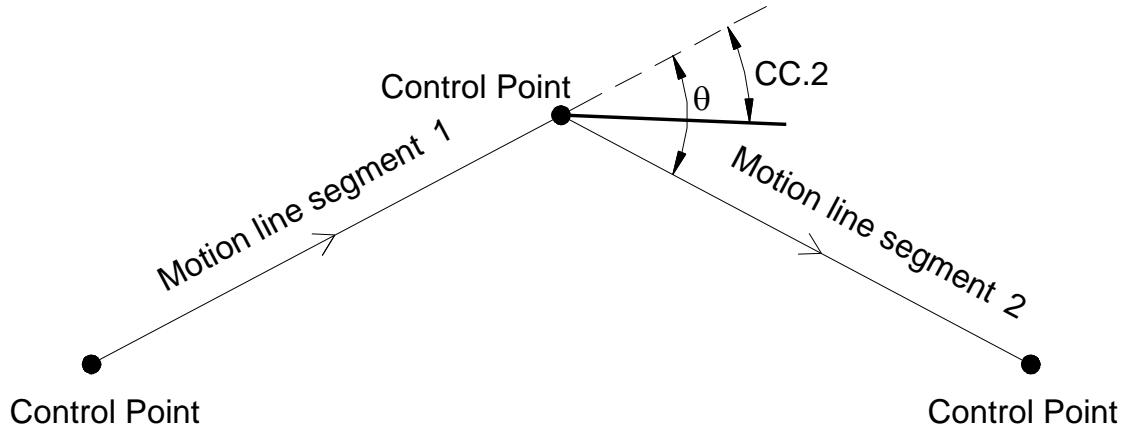 CC.2
Control Point
θ
Motion line segment 1
Motion line segment 2
Control Point
Control Point